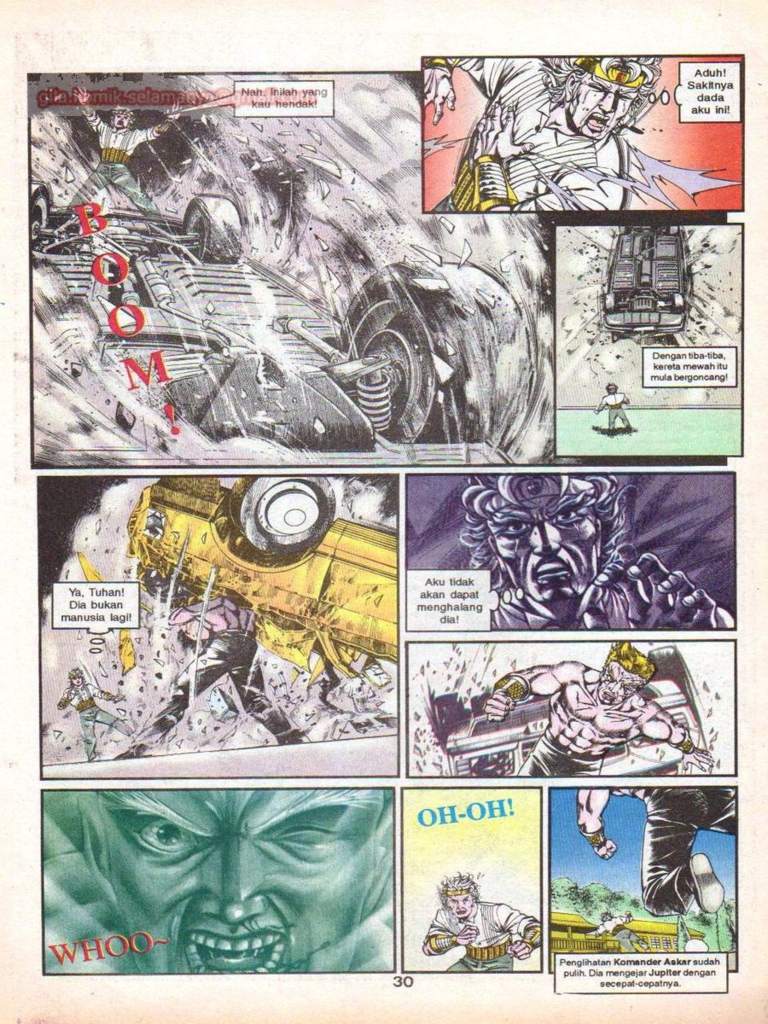 Nah. Inilah yang
kau hendak!
Aduh!
Sakitnya
dada
aku ini!
BOOM!
Dengan tiba-tiba,
kereta mewah itu
mula bergoncang!
Ya, Tuhan!
Dia bukan
manusia lagi!
Aku tidak
akan dapat
menghalang
dia!
WHOO~
OH-OH!
Penglihatan Komander Askar sudah
pulih. Dia mengejar Jupiter dengan
secepat-cepatnya.
30